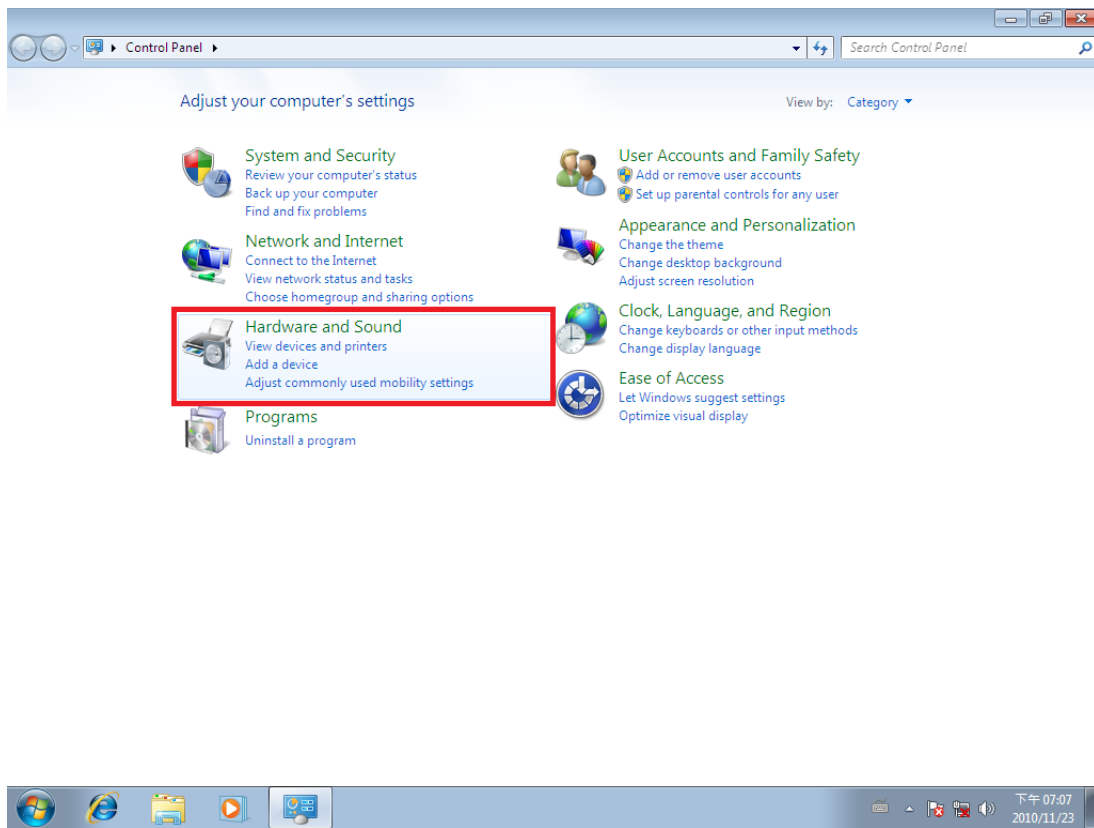 Control Panel
Search Control Panel
Adjust your computer's settings
View by: Category
System and Security
Review your computer's status
Back up your computer
Find and fix problems
Network and Internet
Connect to the Internet
View network status and tasks
Choose homegroup and sharing options
Hardware and Sound
View devices and printers
Add a device
Adjust commonly used mobility settings
Programs
Uninstall a program
User Accounts and Family Safety
Add or remove user accounts
Set up parental controls for any user
Appearance and Personalization
Change the theme
Change desktop background
Adjust screen resolution
Clock, Language, and Region
Change keyboards or other input methods
Change display language
Ease of Access
Let Windows suggest settings
Optimize visual display
下午 07:07
2010/11/23